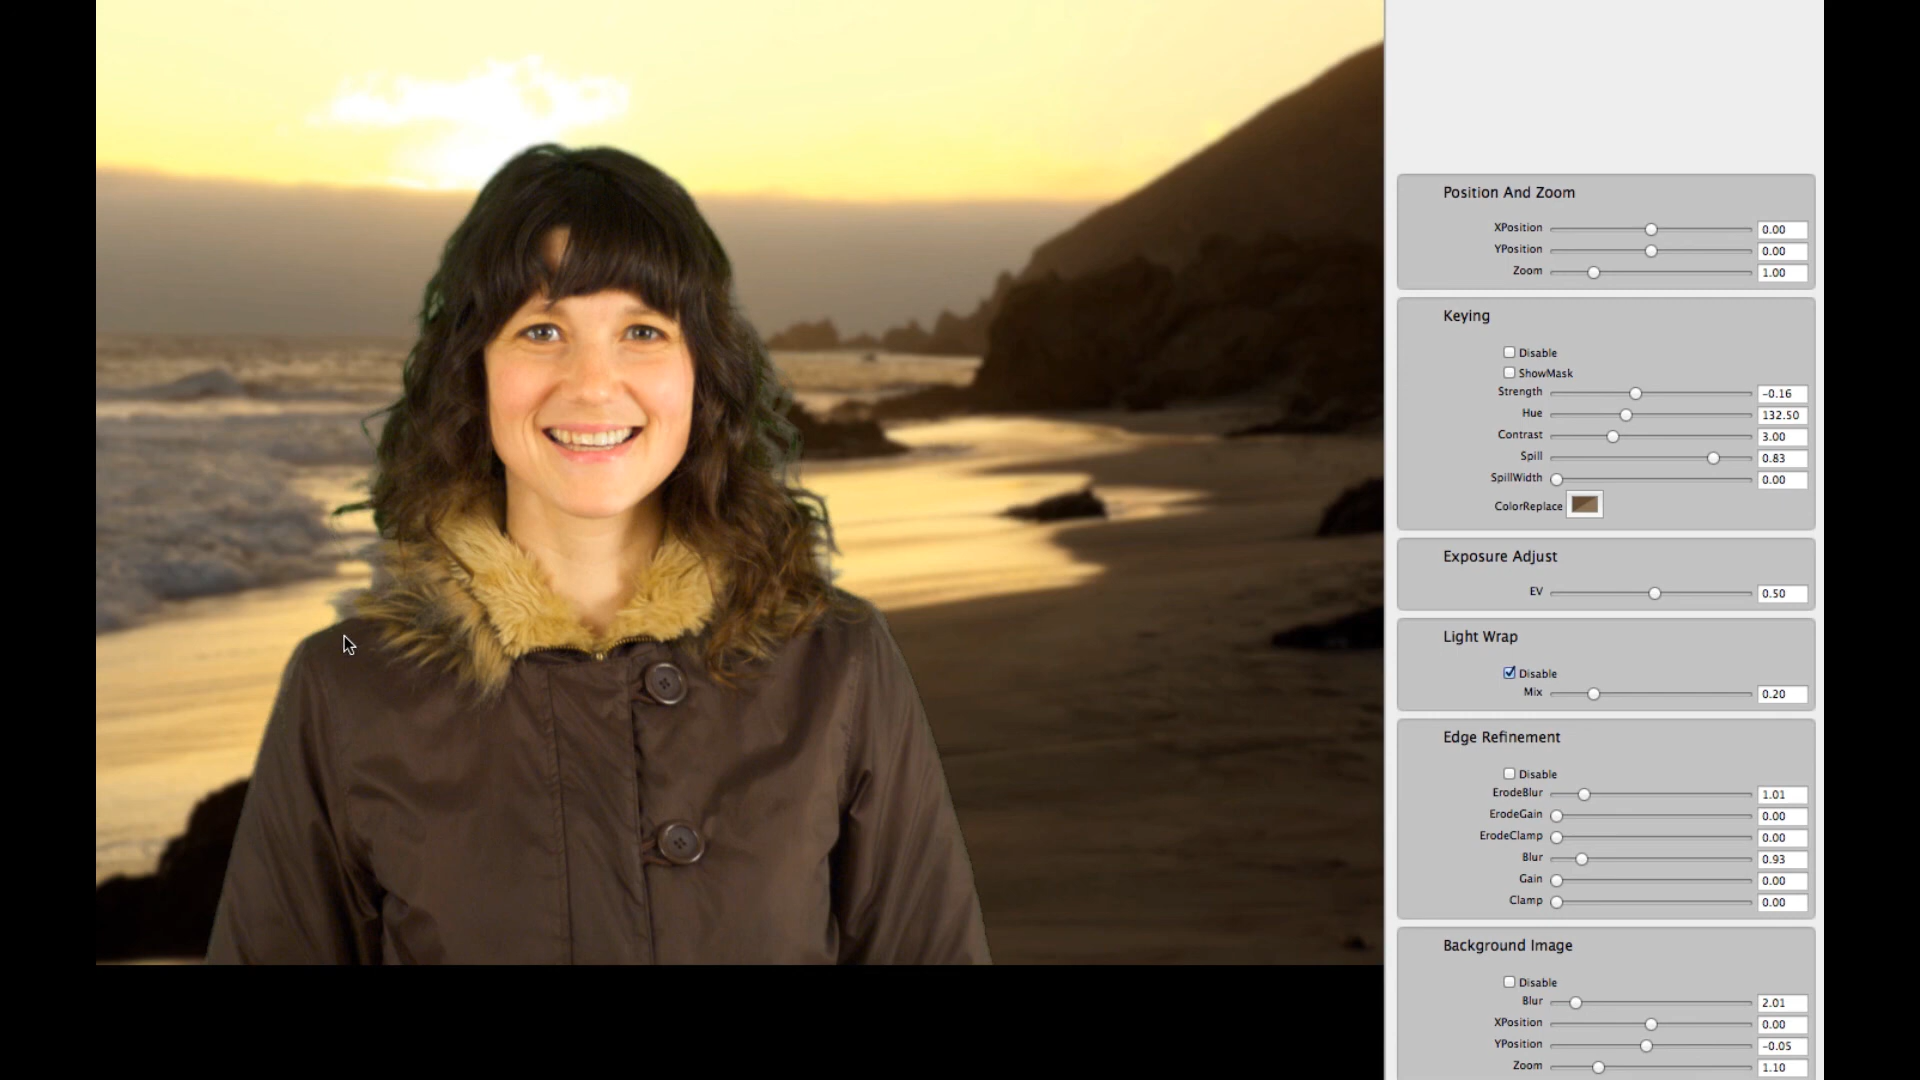 Position And Zoom
XPosition 0.00
YPosition 0.00
Zoom 1.00
Keying
Disable
ShowMask
Strength -0.16
Hue 132.50
Contrast 3.00
Spill 0.83
SpillWidth 0.00
ColorReplace
Exposure Adjust
EV 0.50
Light Wrap
Disable
Mix 0.20
Edge Refinement
Disable
ErodeBlur 1.01
ErodeGain 0.00
ErodeClamp 0.00
Blur 0.93
Gain 0.00
Clamp 0.00
Background Image
Disable
Blur 2.01
XPosition 0.00
YPosition -0.05
Zoom 1.10